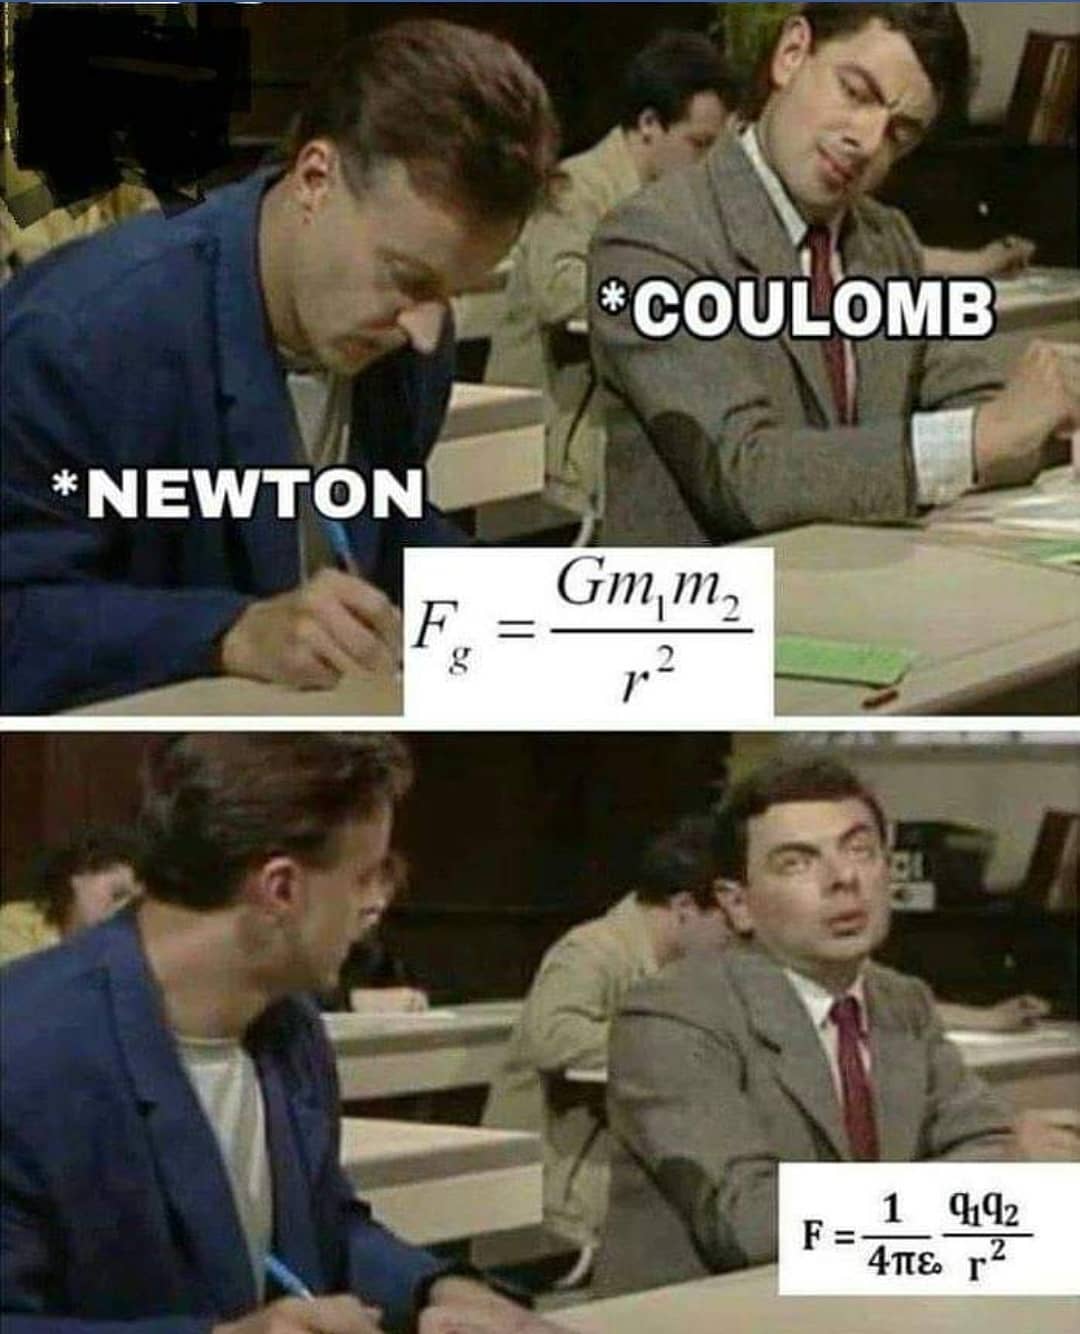 *COULOMB
*NEWTON
F_g = Gm₁m₂ / r²
F = 1 / 4πε₀ q₁q₂ / r²